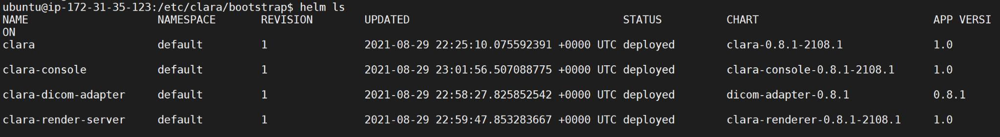 ubuntu@ip-172-31-35-123:/etc/clara/bootstrap$ helm ls
NAME NAMESPACE REVISION UPDATED STATUS CHART APP VERSI
ON
clara default 1 2021-08-29 22:25:10.075592391 +0000 UTC deployed clara-0.8.1-2108.1 1.0
clara-console default 1 2021-08-29 23:01:56.507088775 +0000 UTC deployed clara-console-0.8.1-2108.1 1.0
clara-dicom-adapter default 1 2021-08-29 22:58:27.825852542 +0000 UTC deployed dicom-adapter-0.8.1 0.8.1
clara-render-server default 1 2021-08-29 22:59:47.853283667 +0000 UTC deployed clara-renderer-0.8.1-2108.1 1.0